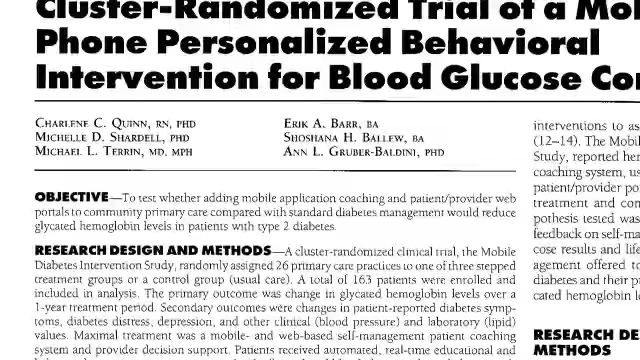 Cluster-Randomized Trial of a
Phone Personalized Behavioral
Intervention for Blood Glucose
CHARLENE C. QUINN, RN, PHD
MICHELLE D. SHARDELL, PHD
MICHAEL L. TERRIN, MD, MPH
ERIK A. BARR, BA
SHOSHANA H. BALLEW, BA
ANN L. GRUBER-BALDINI, PHD
OBJECTIVE—To test whether adding mobile application coaching and patient/provider web
portals to community primary care compared with standard diabetes management would reduce
glycated hemoglobin levels in patients with type 2 diabetes.
RESEARCH DESIGN AND METHODS—A cluster-randomized clinical trial, the Mobile
Diabetes Intervention Study, randomly assigned 26 primary care practices to one of three stepped
treatment groups or a control group (usual care). A total of 163 patients were enrolled and
included in analysis. The primary outcome was change in glycated hemoglobin levels over a
1-year treatment period. Secondary outcomes were changes in patient-reported diabetes symp-
toms, diabetes distress, depression, and other clinical (blood pressure) and laboratory (lipid)
values. Maximal treatment was a mobile- and web-based self-management patient coaching
system and provider decision support. Patients received automated, real-time educational and
interventions to as
(12–14). The Mobil
Study, reported her
coaching system, us
patient/provider po
treatment and con
pothesis tested was
feedback on self-ma
cose results and life
agement offered to
diabetes and their p
cated hemoglobin l
RESEARCH DE
METHODS